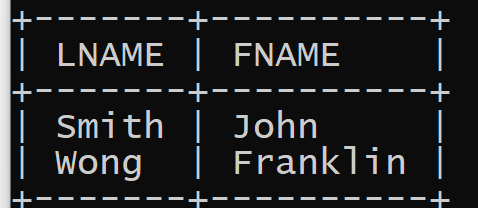 +-------+----------+
| LNAME | FNAME    |
+-------+----------+
| Smith | John     |
| Wong  | Franklin |
+-------+----------+